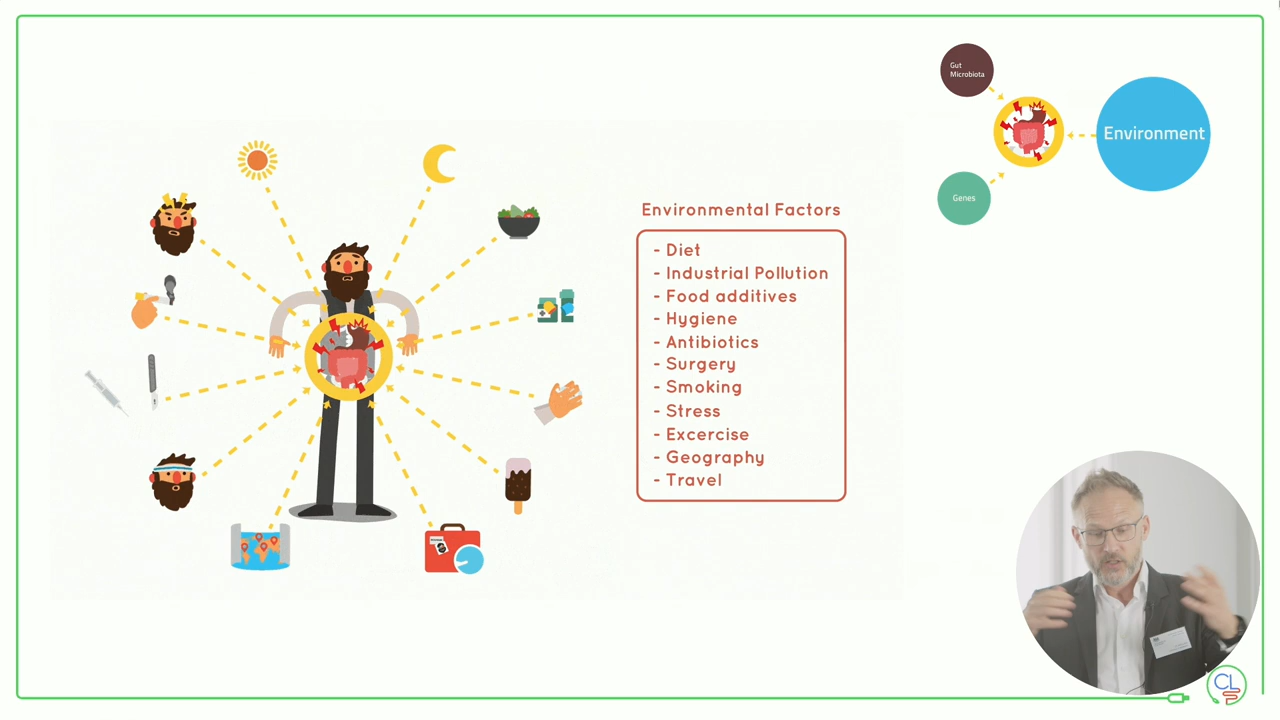 Gut
Microbiota
Environment
Genes
Environmental Factors
- Diet
- Industrial Pollution
- Food additives
- Hygiene
- Antibiotics
- Surgery
- Smoking
- Stress
- Excercise
- Geography
- Travel
CL